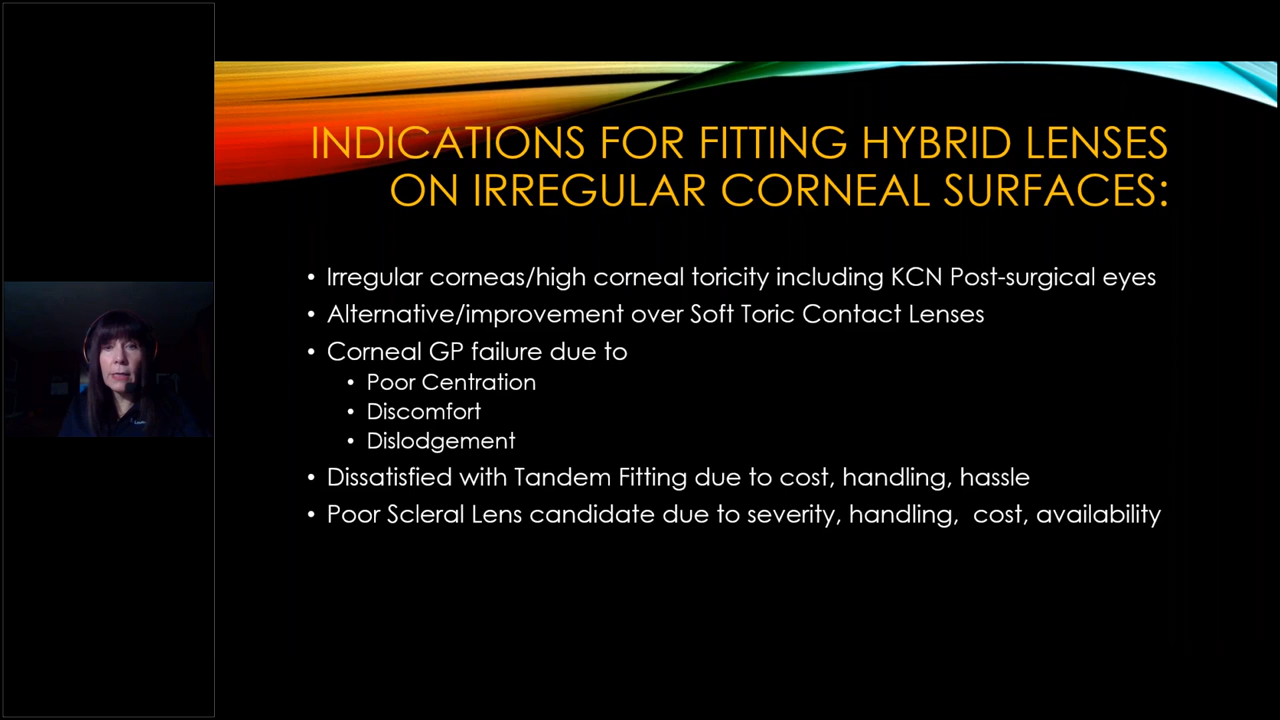 INDICATIONS FOR FITTING HYBRID LENSES
ON IRREGULAR CORNEAL SURFACES:
• Irregular corneas/high corneal toricity including KCN Post-surgical eyes
• Alternative/improvement over Soft Toric Contact Lenses
• Corneal GP failure due to
• Poor Centration
• Discomfort
• Dislodgement
• Dissatisfied with Tandem Fitting due to cost, handling, hassle
• Poor Scleral Lens candidate due to severity, handling,  cost, availability